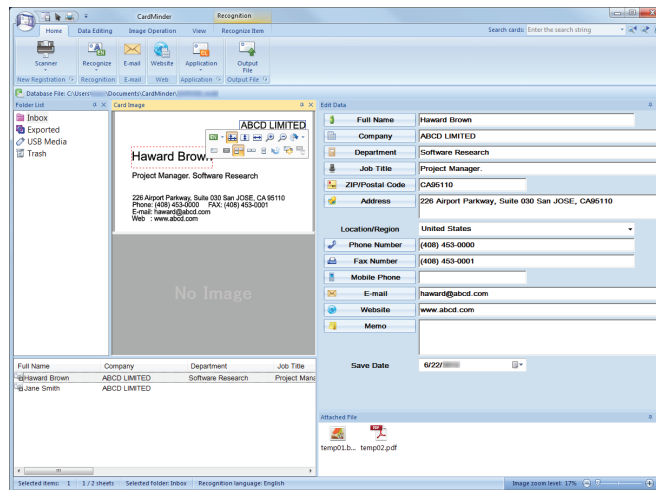 CardMinder
Recognition
Home Data Editing Image Operation View Recognize Item
Search cards: Enter the search string
Scanner Recognize E-mail Website Application Output File
New Registration Recognition E-mail Web Application Output File
Database File: C:\Users\ \Documents\CardMinder\
Folder List
Inbox
Exported
USB Media
Trash
Card Image
ABCD LIMITED
Haward Brown
Project Manager. Software Research
226 Airport Parkway, Suite 030 San JOSE, CA 95110
Phone: (408) 453-0000 FAX: (408) 453-0001
E-mail: haward@abcd.com
Web : www.abcd.com
No Image
Edit Data
Full Name Haward Brown
Company ABCD LIMITED
Department Software Research
Job Title Project Manager.
ZIP/Postal Code CA95110
Address 226 Airport Parkway, Suite 030 San JOSE, CA95110
Location/Region United States
Phone Number (408) 453-0000
Fax Number (408) 453-0001
Mobile Phone
E-mail haward@abcd.com
Website www.abcd.com
Memo
Save Date 6/22/
Full Name Company Department Job Title
Haward Brown ABCD LIMITED Software Research Project Mana
Jane Smith ABCD LIMITED
Attached File
temp01.b... temp02.pdf
Selected items: 1 1 / 2 sheets Selected folder: Inbox Recognition language: English
Image zoom level: 17%